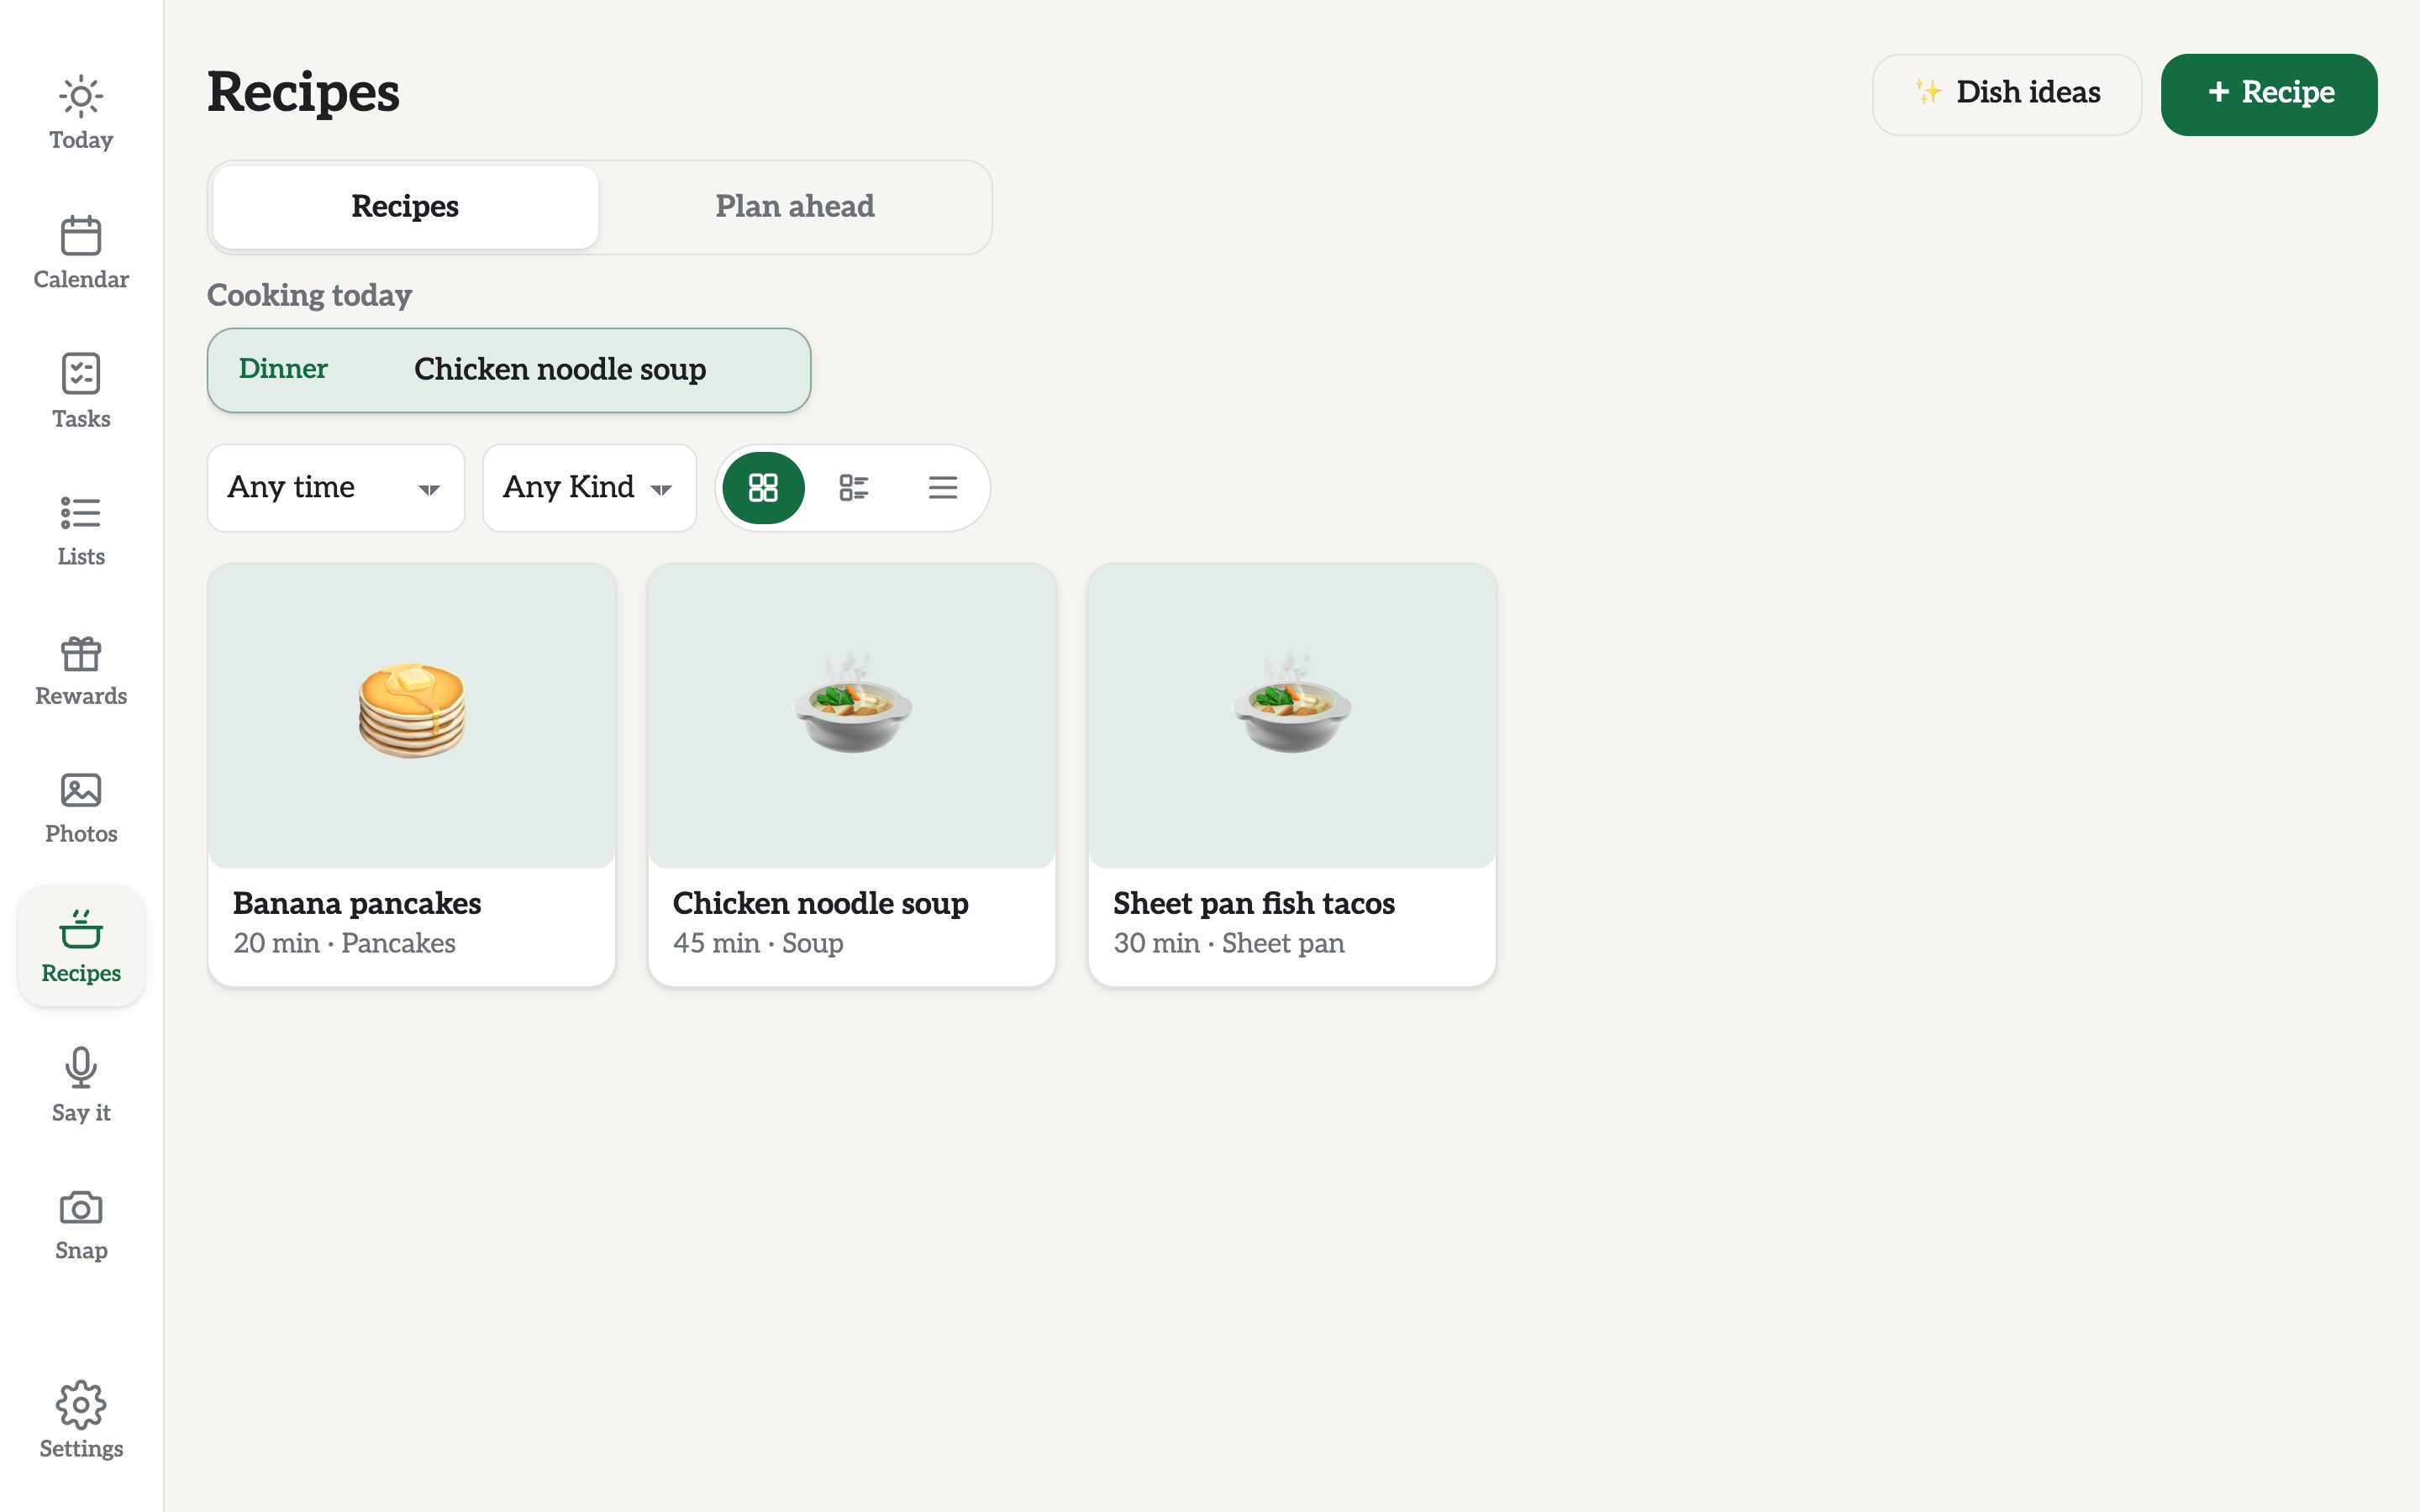 Today
Calendar
Tasks
Lists
Rewards
Photos
Recipes
Say it
Snap
Settings
Recipes
✨ Dish ideas
+ Recipe
Recipes
Plan ahead
Cooking today
Dinner Chicken noodle soup
Any time
Any Kind
Banana pancakes
20 min · Pancakes
Chicken noodle soup
45 min · Soup
Sheet pan fish tacos
30 min · Sheet pan